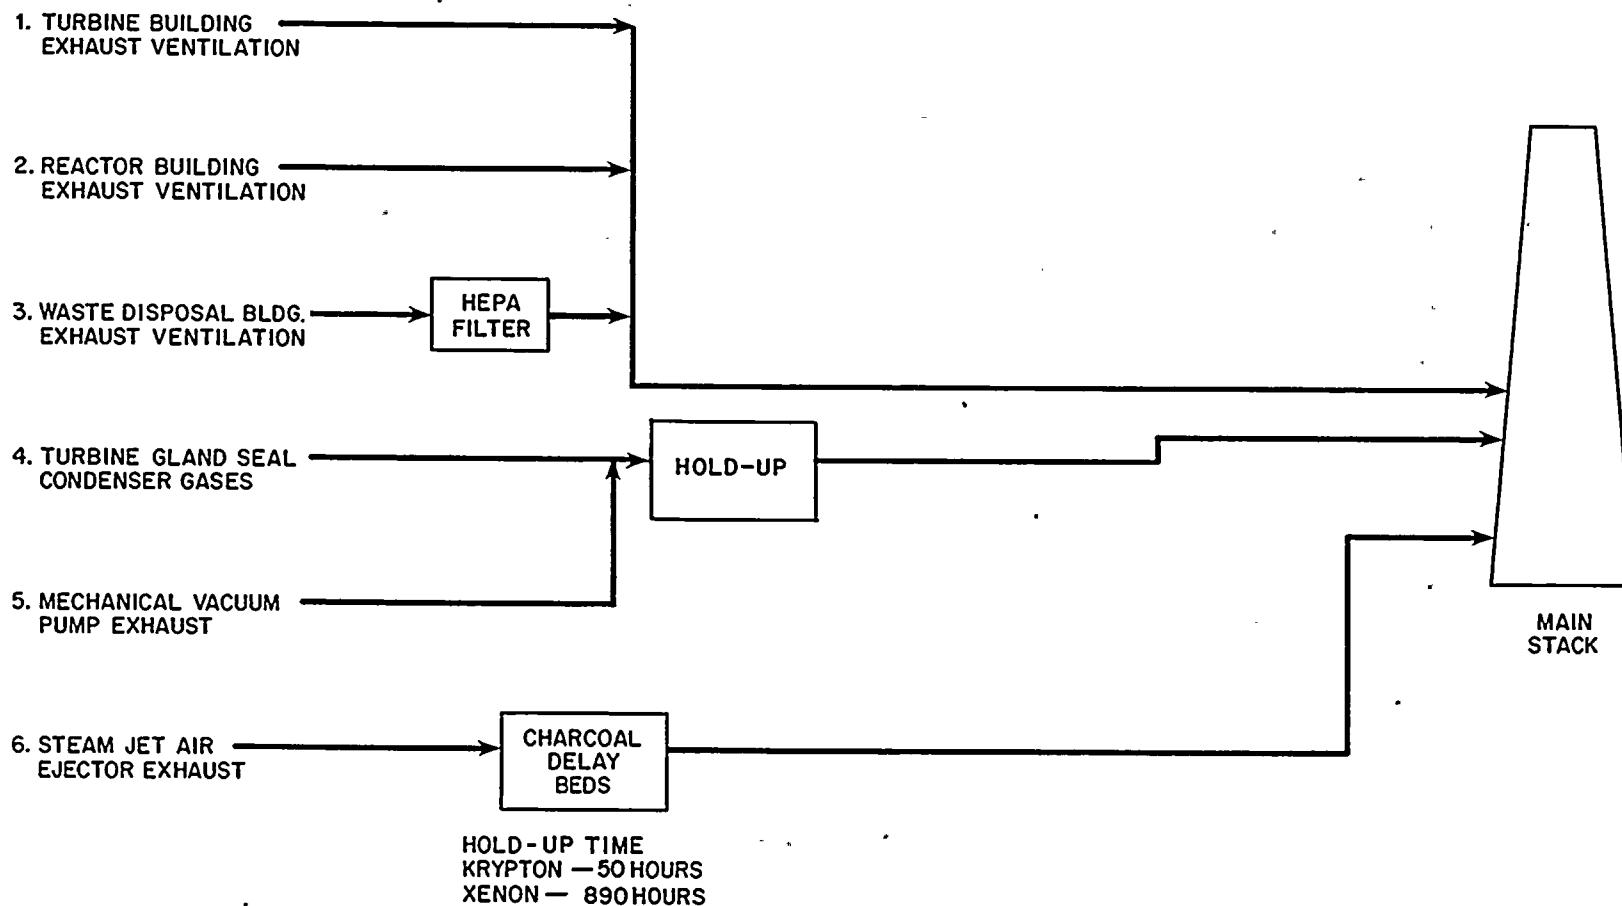 1. TURBINE BUILDING
EXHAUST VENTILATION
2. REACTOR BUILDING
EXHAUST VENTILATION
3. WASTE DISPOSAL BLDG.
EXHAUST VENTILATION
HEPA
FILTER
4. TURBINE GLAND SEAL
CONDENSER GASES
HOLD-UP
5. MECHANICAL VACUUM
PUMP EXHAUST
MAIN
STACK
6. STEAM JET AIR
EJECTOR EXHAUST
CHARCOAL
DELAY
BEDS
HOLD-UP TIME
KRYPTON — 50 HOURS
XENON — 890 HOURS